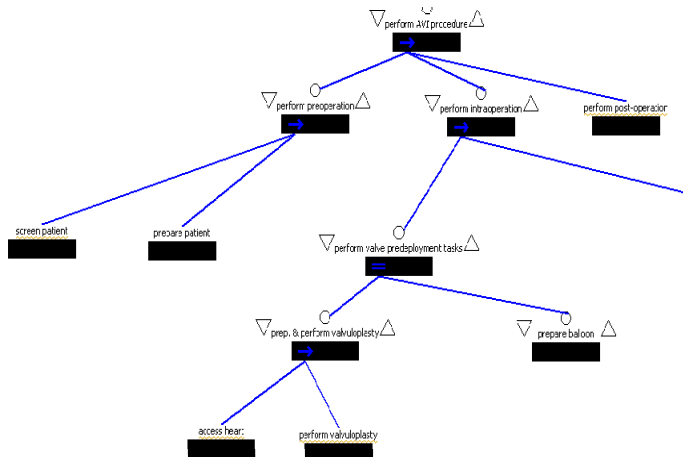 perform AVI procedure
perform preoperation
perform intraoperation
perform post-operation
screen patient
prepare patient
perform valve predeployment tasks
prep. & perform valvuloplasty
prepare baloon
access heart
perform valvuloplasty